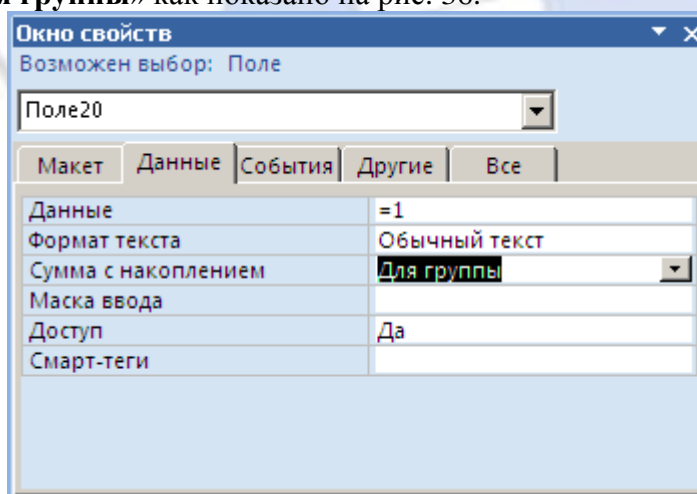 группы» как показано на рис. 38.
Окно свойств
Возможен выбор: Поле
Поле20
Макет Данные События Другие Все
Данные =1
Формат текста Обычный текст
Сумма с накоплением Для группы
Маска ввода
Доступ Да
Смарт-теги